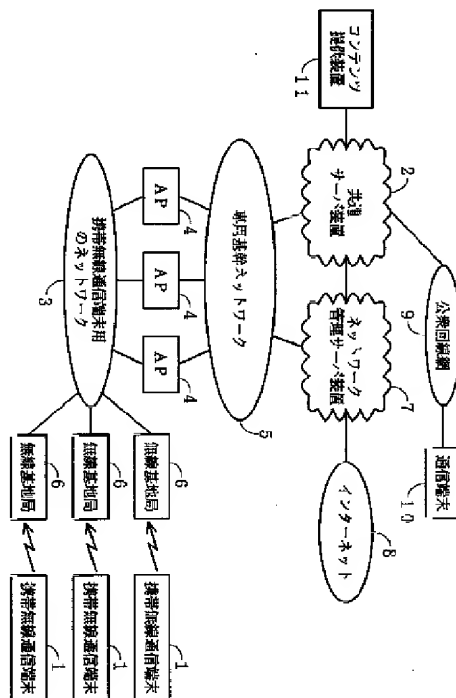 コンテンツ
提供装置
11
共通
サーバ装置
2
公衆回線網
9
通信端末
10
ネットワーク
管理サーバ装置
7
インターネット
8
専用基幹ネットワーク
5
AP
4
AP
4
AP
4
携帯無線通信端末用
のネットワーク
3
無線基地局
6
無線基地局
6
無線基地局
6
携帯無線通信端末
1
携帯無線通信端末
1
携帯無線通信端末
1